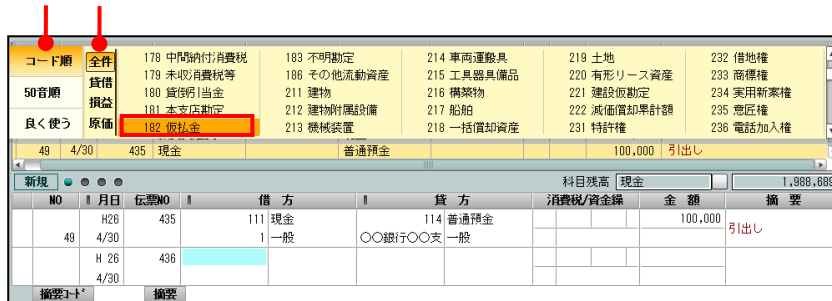 コード順 全件 178 中間納付消費税 183 不明勘定 214 車両運搬具 219 土地 232 借地権
179 未収消費税等 186 その他流動資産 215 工具器具備品 220 有形リース資産 233 商標権
50音順 貸借 180 貸倒引当金 211 建物 216 構築物 221 建設仮勘定 234 実用新案権
損益 181 本支店勘定 212 建物附属設備 217 船舶 222 減価償却累計額 235 意匠権
良く使う 原価 182 仮払金 213 機械装置 218 一括償却資産 231 特許権 236 電話加入権
49 4/30 435 現金 普通預金 100,000 引出し
新規 科目残高 現金 1,988,689
NO 月日 伝票NO 借 方 貸 方 消費税/資金繰 金 額 摘 要
H26 435 111 現金 114 普通預金 100,000 引出し
49 4/30 1 一般 〇〇銀行〇〇支 一般
H 26 436
4/30
摘要コード 摘要